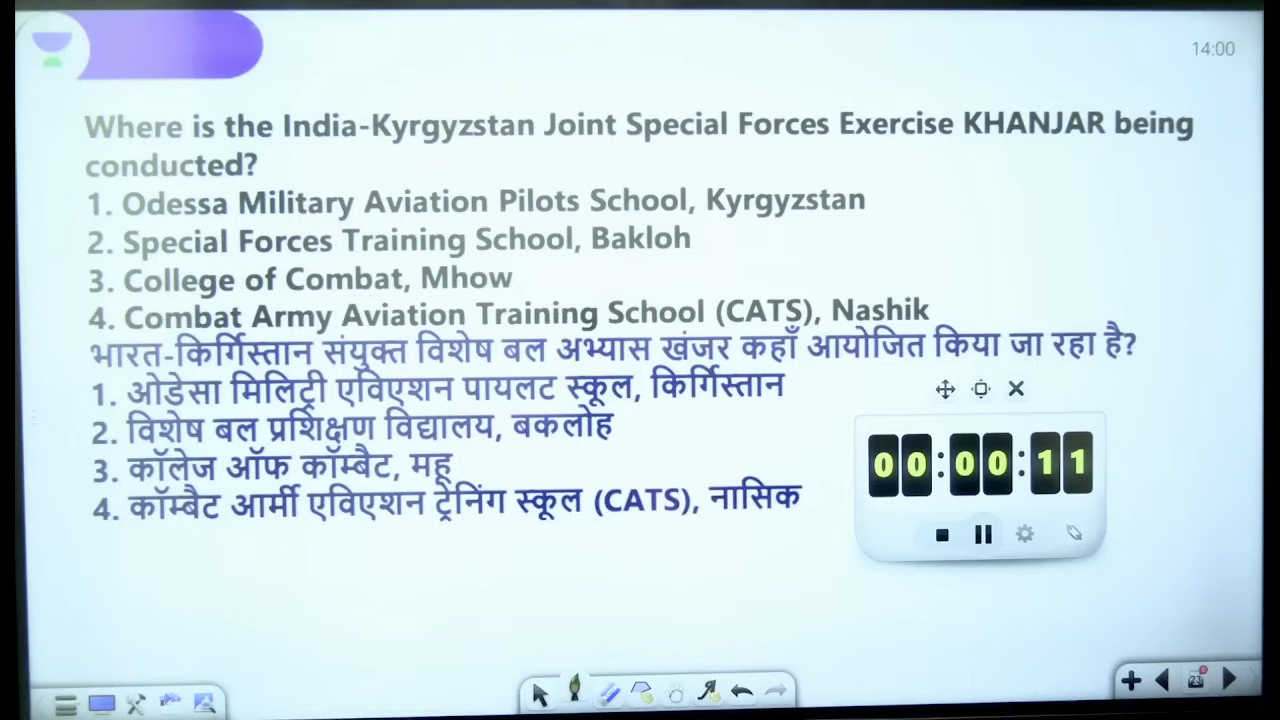 14:00
Where is the India-Kyrgyzstan Joint Special Forces Exercise KHANJAR being
conducted?
1. Odessa Military Aviation Pilots School, Kyrgyzstan
2. Special Forces Training School, Bakloh
3. College of Combat, Mhow
4. Combat Army Aviation Training School (CATS), Nashik
भारत-किर्गिस्तान संयुक्त विशेष बल अभ्यास खंजर कहाँ आयोजित किया जा रहा है?
1. ओडेसा मिलिट्री एविएशन पायलट स्कूल, किर्गिस्तान
2. विशेष बल प्रशिक्षण विद्यालय, बकलोह
3. कॉलेज ऑफ कॉम्बैट, महू
4. कॉम्बैट आर्मी एविएशन ट्रेनिंग स्कूल (CATS), नासिक
00:00:11
23